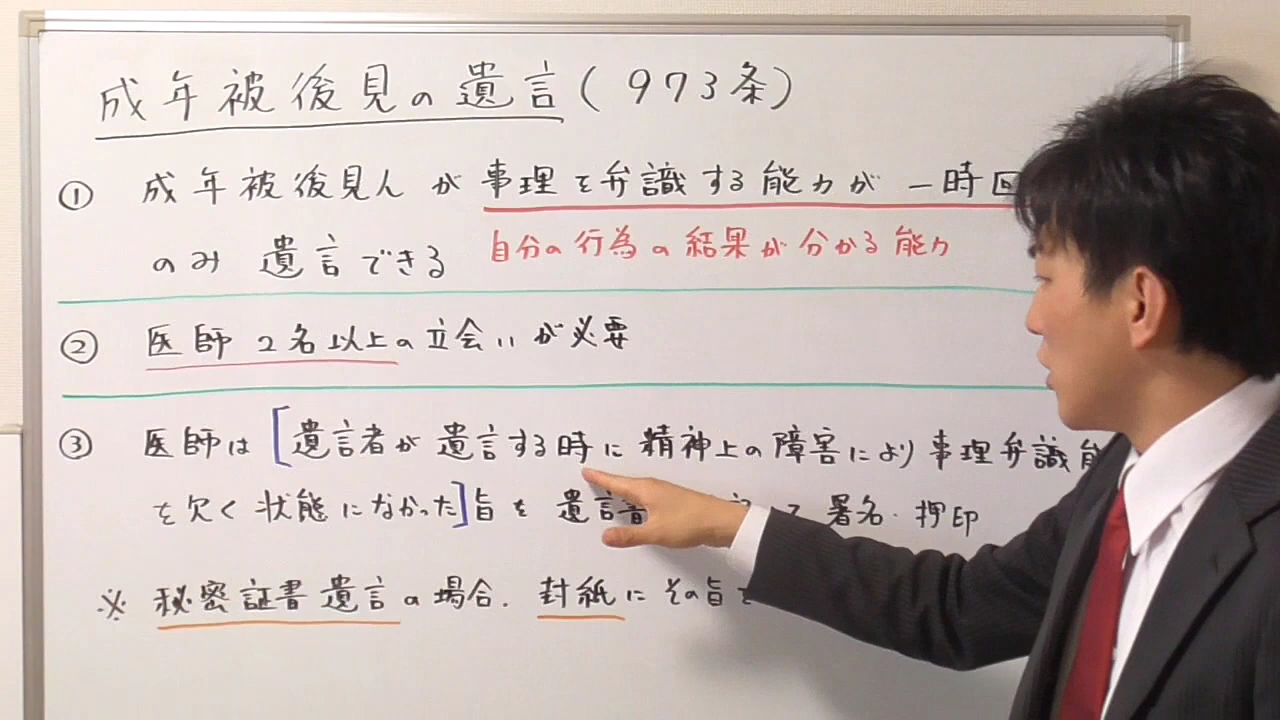 成年被後見の遺言(973条)
① 成年被後見人が事理を弁識する能力が一時回
のみ遺言できる
自分の行為の結果が分かる能力
② 医師2名以上の立会いが必要
③ 医師は[遺言者が遺言する時に精神上の障害により事理弁識能
を欠く状態になかった]旨を遺言 署名・押印
※ 秘密証書遺言の場合.封紙にその旨を